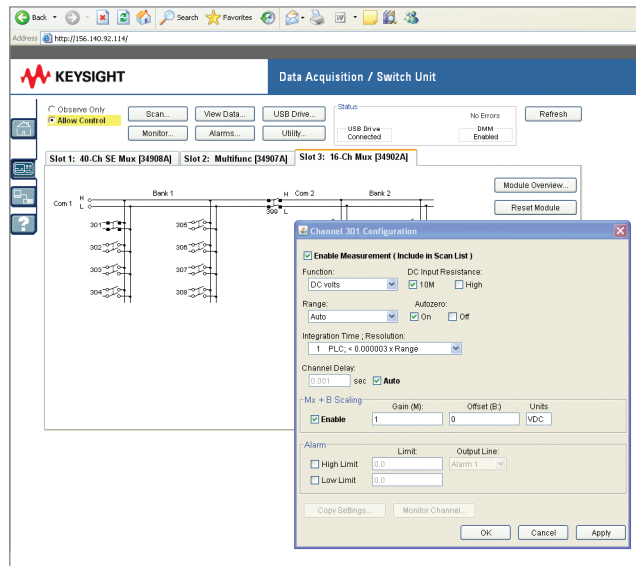 Back
Search
Favorites
Address http://156.140.92.114/
KEYSIGHT
Data Acquisition / Switch Unit
Observe Only
Allow Control
Scan...
View Data...
USB Drive...
Status
No Errors
Refresh
Monitor...
Alarms...
Utility...
USB Drive
Connected
DMM
Enabled
Slot 1: 40-Ch SE Mux [34908A]
Slot 2: Multifunc [34907A]
Slot 3: 16-Ch Mux [34902A]
Bank 1
H Com 2
Bank 2
Module Overview...
Com 1 H
L
399 L
Reset Module
301
305
302
306
303
307
304
308
Channel 301 Configuration
Enable Measurement ( Include in Scan List )
Function:
DC Input Resistance:
DC volts
10M
High
Range:
Autozero:
Auto
On
Off
Integration Time ; Resolution:
1 PLC; < 0.000003 x Range
Channel Delay:
0.001 sec Auto
Mx + B Scaling
Gain (M):
Offset (B:)
Units
Enable
1
0
VDC
Alarm
Limit:
Output Line:
High Limit
0.0
Alarm 1
Low Limit
0.0
Copy Settings...
Monitor Channel...
OK
Cancel
Apply